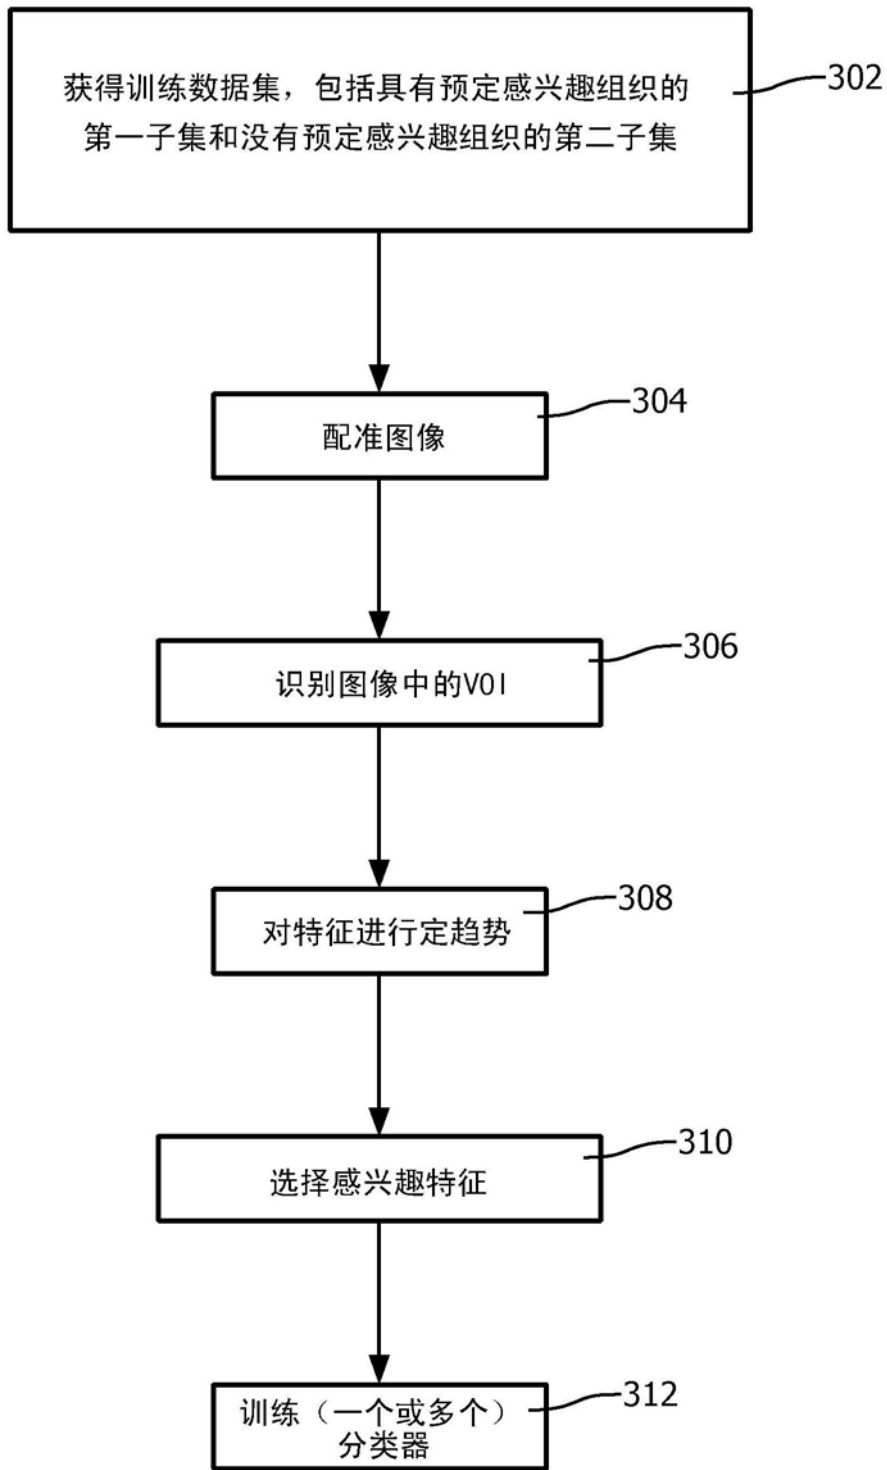 获得训练数据集，包括具有预定感兴趣组织的
第一子集和没有预定感兴趣组织的第二子集
302
配准图像
304
识别图像中的VOI
306
对特征进行定趋势
308
选择感兴趣特征
310
训练（一个或多个）
分类器
312